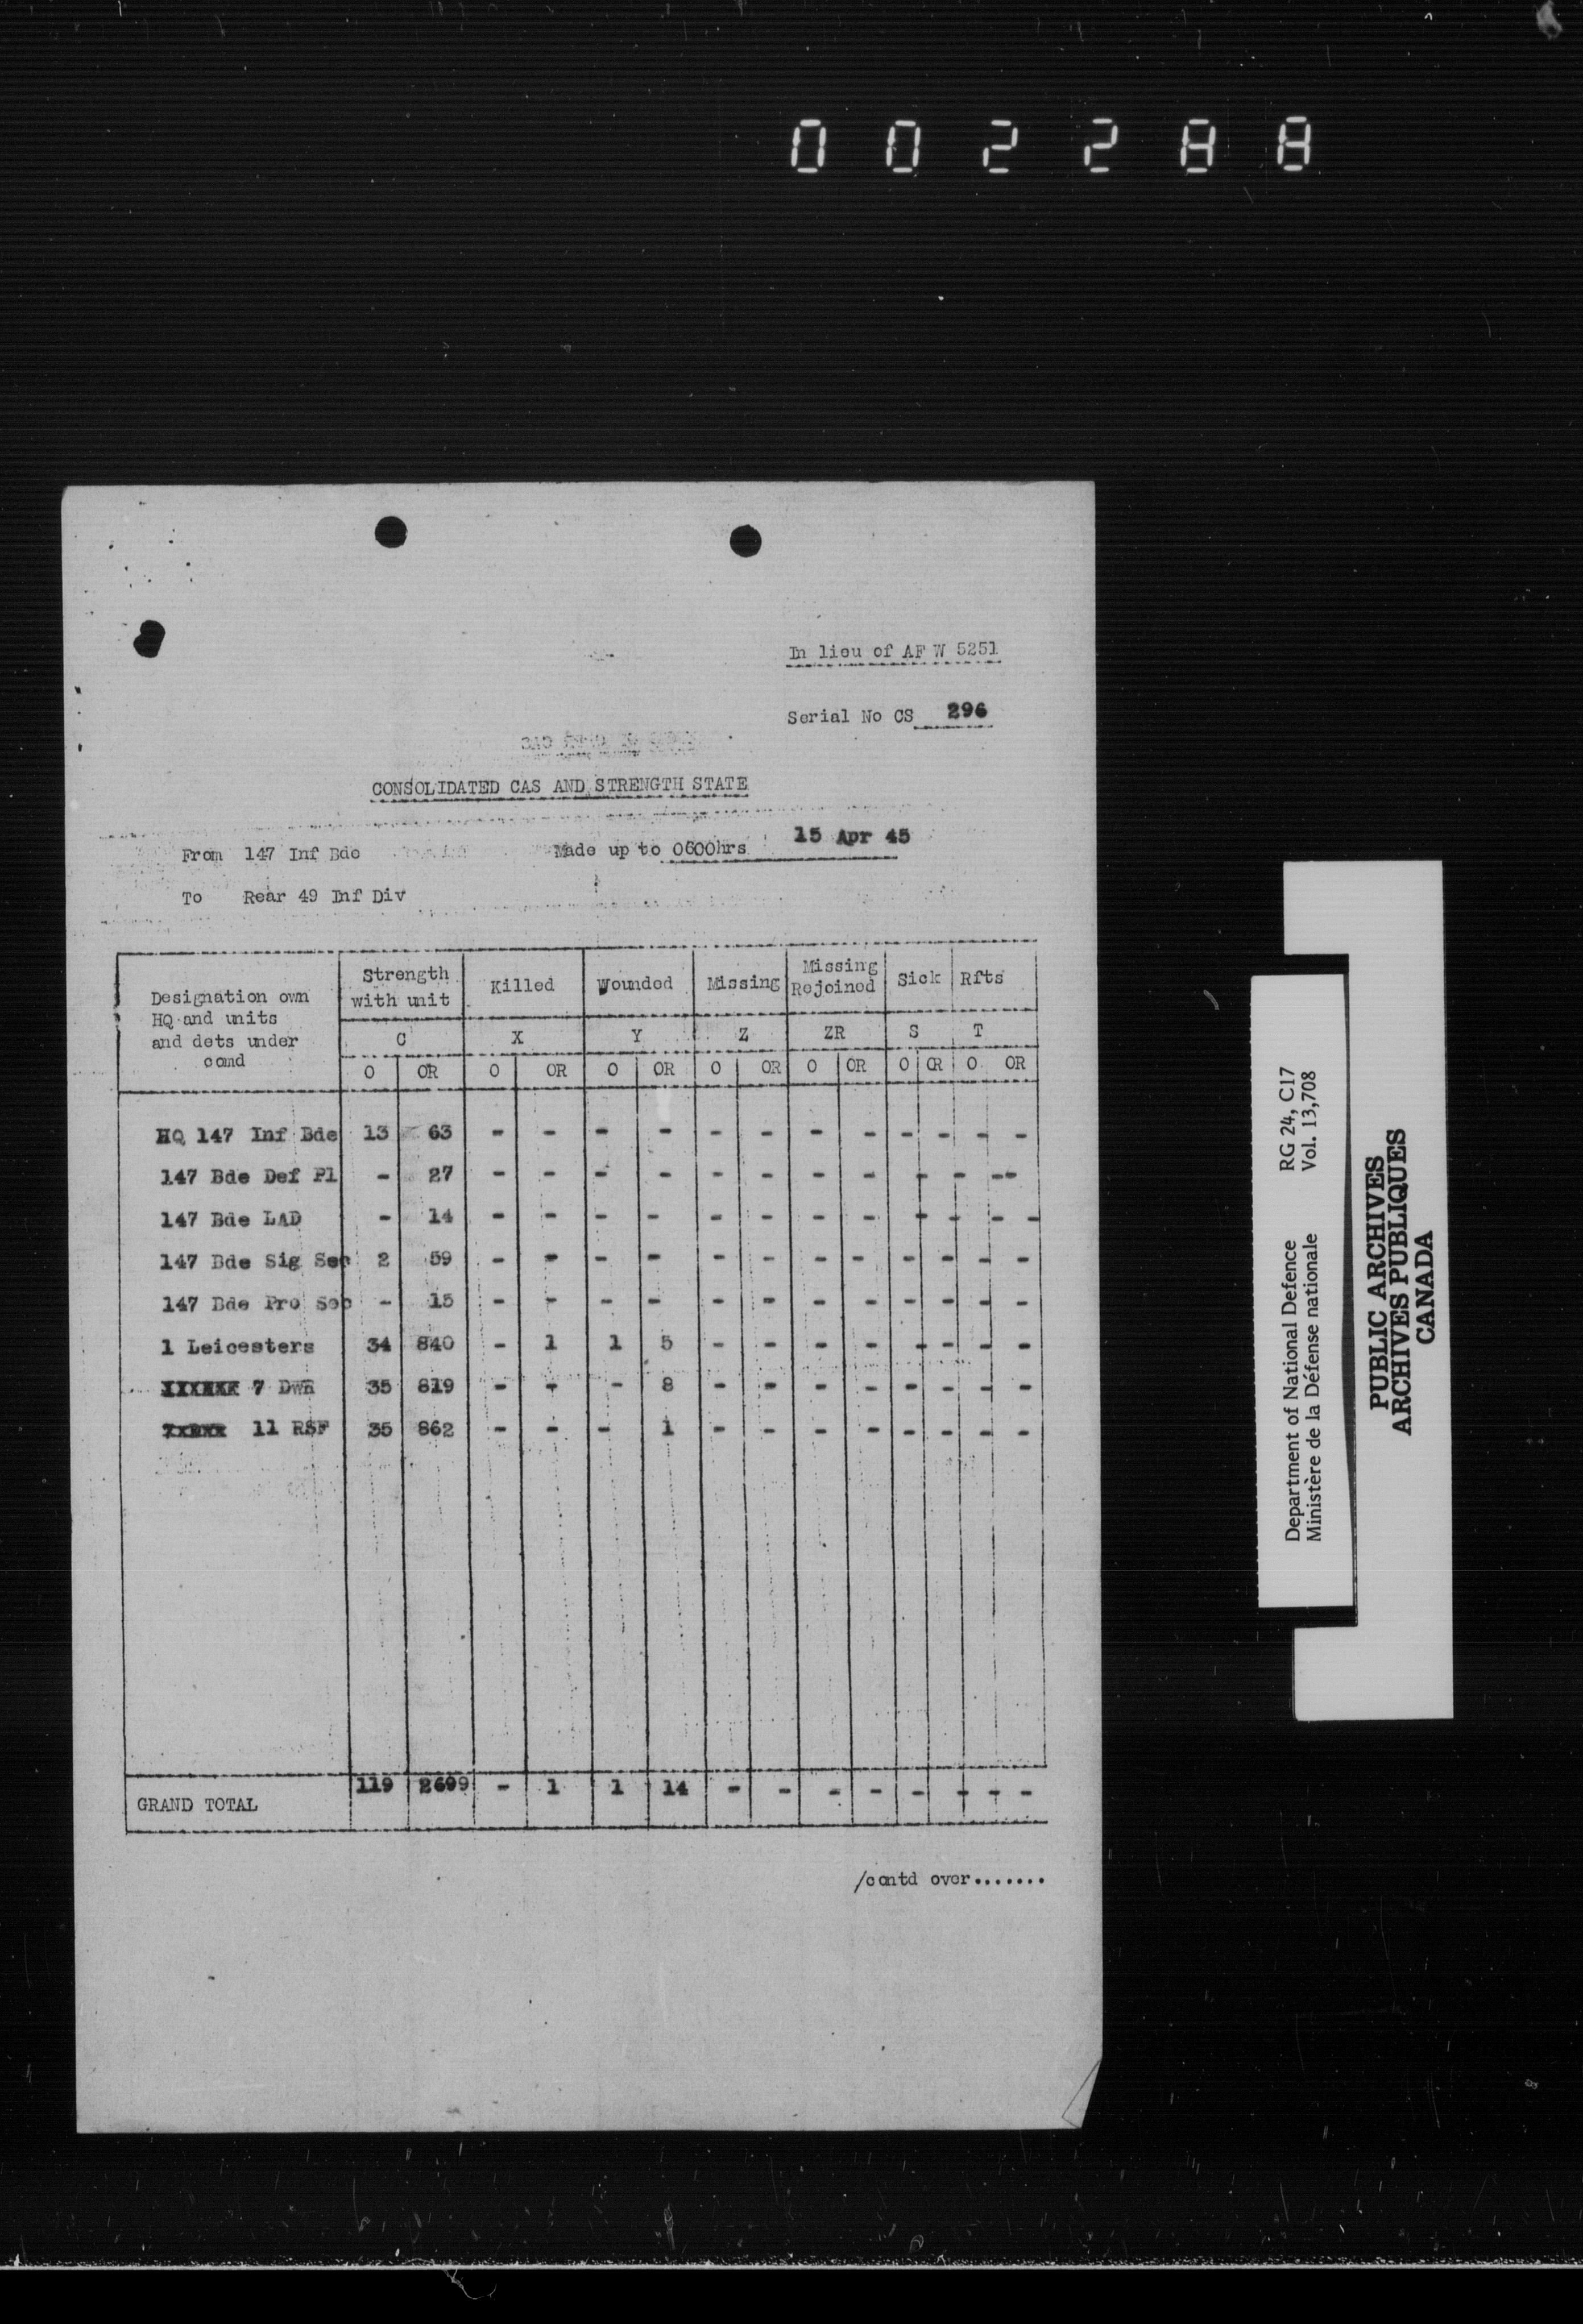 002288
In lieu of AF W 5251
Serial No CS 296
CONSOLIDATED CAS AND STRENGTH STATE
From 147 Inf Bde Made up to 0600hrs 15 Apr 45
To Rear 49 Inf Div
Designation own HQ and units and dets under comd | Strength with unit | Killed | Wounded | Missing | Missing Rejoined | Sick | Rfts
C X Y Z ZR S T
O OR O OR O OR O OR O OR O OR O OR
HQ 147 Inf Bde 13 63 - - - - - - - - - - - -
147 Bde Def Pl - 27 - - - - - - - - - - --
147 Bde LAD - 14 - - - - - - - - - - - -
147 Bde Sig Sec 2 59 - - - - - - - - - - - -
147 Bde Pro Sec - 15 - - - - - - - - - - - -
1 Leicesters 34 840 - 1 1 5 - - - - - - - -
7 DWR 35 819 - - - 8 - - - - - - - -
11 RSF 35 862 - - - 1 - - - - - - - -
GRAND TOTAL 119 2699 - 1 1 14 - - - - - - - -
/contd over.......
Department of National Defence RG 24, C17
Ministère de la Défense nationale Vol. 13,708
PUBLIC ARCHIVES
ARCHIVES PUBLIQUES
CANADA